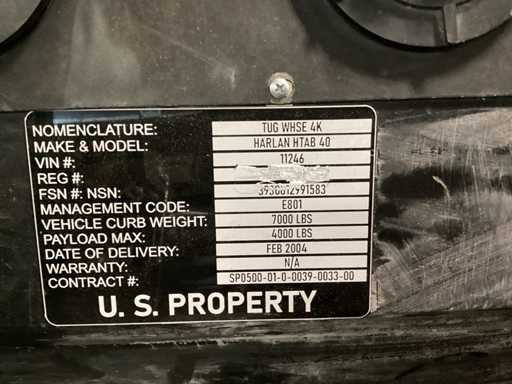 NOMENCLATURE: TUG WHSE 4K
MAKE & MODEL: HARLAN HTAB 40
VIN #: 11246
REG #:
FSN #: NSN: 3930012991583
MANAGEMENT CODE: E801
VEHICLE CURB WEIGHT: 7000 LBS
PAYLOAD MAX: 4000 LBS
DATE OF DELIVERY: FEB 2004
WARRANTY: N/A
CONTRACT #: SP0500-01-0-0039-0033-00
U. S. PROPERTY